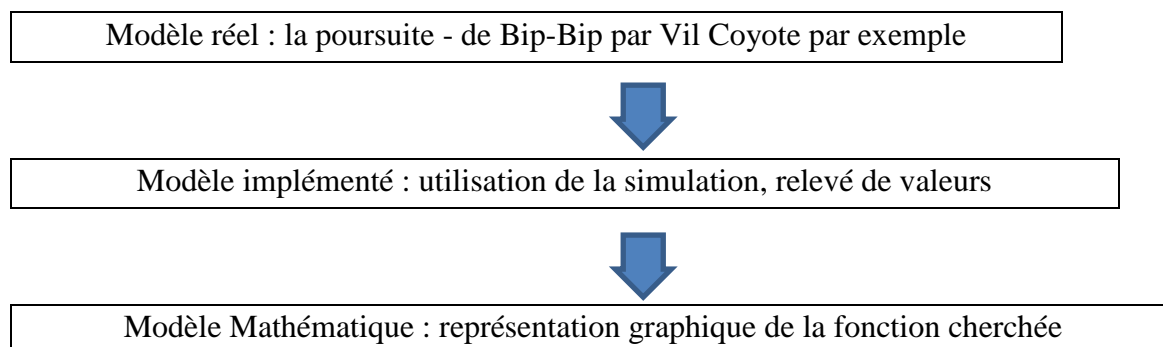 Modèle réel : la poursuite - de Bip-Bip par Vil Coyote par exemple
Modèle implémenté : utilisation de la simulation, relevé de valeurs
Modèle Mathématique : représentation graphique de la fonction cherchée